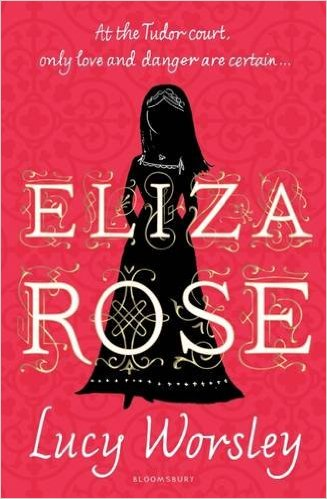 At the Tudor court,
only love and danger are certain...
ELIZA
ROSE
Lucy Worsley
BLOOMSBURY